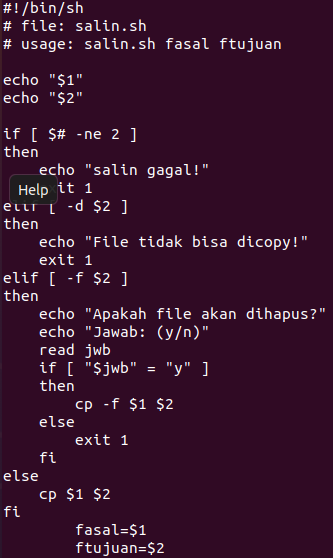 #!/bin/sh
# file: salin.sh
# usage: salin.sh fasal ftujuan
echo "$1"
echo "$2"
if [ $# -ne 2 ]
then
echo "salin gagal!"
Help
it 1
[ -d $2 ]
then
echo "File tidak bisa dicopy!"
exit 1
elif [ -f $2 ]
then
echo "Apakah file akan dihapus?"
echo "Jawab: (y/n)"
read jwb
if [ "$jwb" = "y" ]
then
cp -f $1 $2
else
exit 1
fi
else
cp $1 $2
fi
fasal=$1
ftujuan=$2